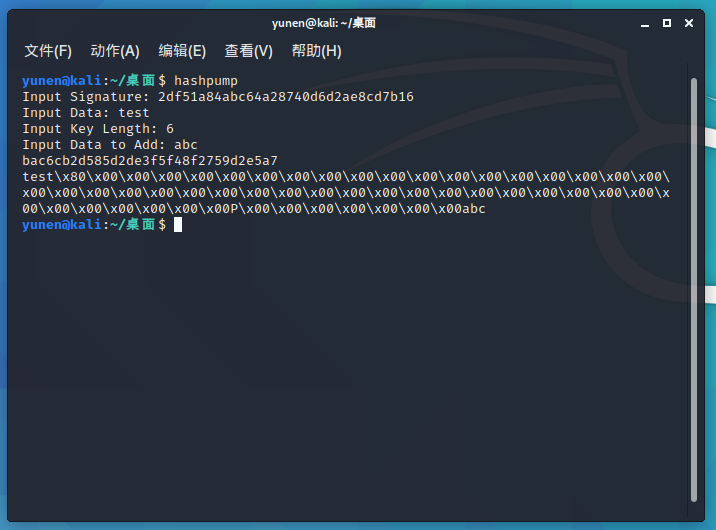 yunen@kali: ~/桌面
文件(F) 动作(A) 编辑(E) 查看(V) 帮助(H)
yunen@kali:~/桌面$ hashpump
Input Signature: 2df51a84abc64a28740d6d2ae8cd7b16
Input Data: test
Input Key Length: 6
Input Data to Add: abc
bac6cb2d585d2de3f5f48f2759d2e5a7
test\x80\x00\x00\x00\x00\x00\x00\x00\x00\x00\x00\x00\x00\x00\x00\x00\x00\x00\x00\x00\
x00\x00\x00\x00\x00\x00\x00\x00\x00\x00\x00\x00\x00\x00\x00\x00\x00\x00\x00\x00\x
00\x00\x00\x00\x00\x00\x00P\x00\x00\x00\x00\x00\x00\x00abc
yunen@kali:~/桌面$